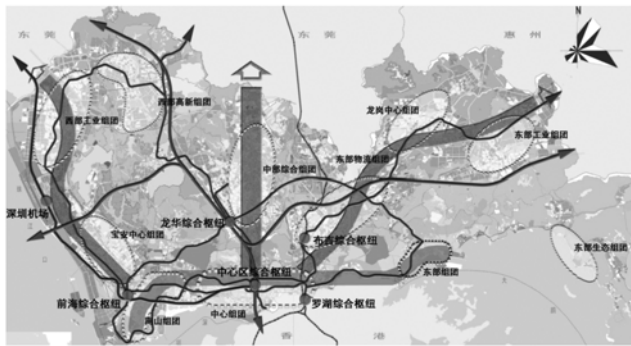 N
东 莞
东 莞
惠 州
西部高新组团
西部工业组团
龙岗中心组团
东部工业组团
东部物流组团
中部综合组团
深圳机场
龙华综合枢纽
宝安中心组团
布吉综合枢纽
东部生态组团
中心区综合枢纽
东部组团
前海综合枢纽
罗湖综合枢纽
中心组团
南山组团
香 港